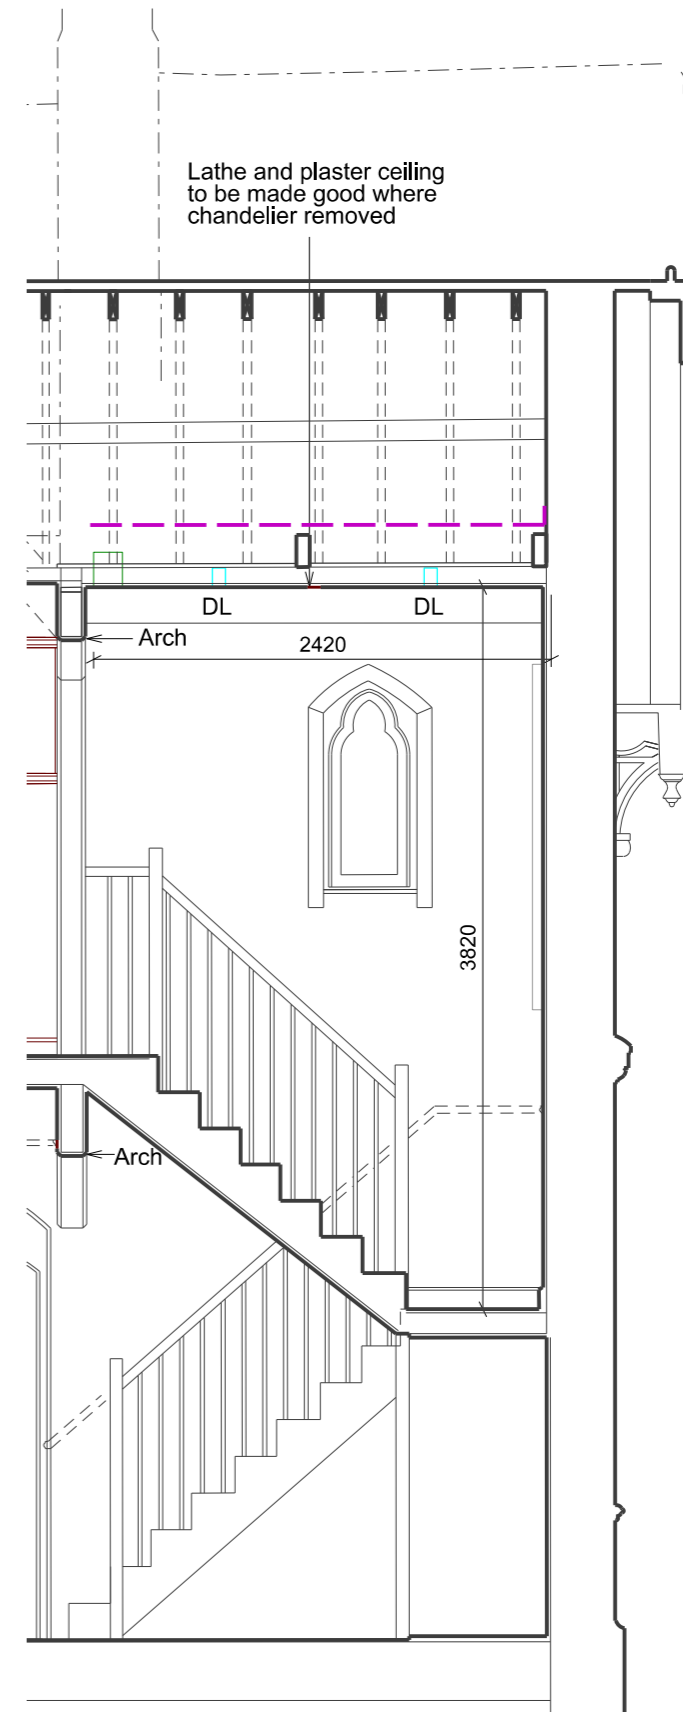 Lathe and plaster ceiling
to be made good where
chandelier removed
DL
DL
Arch
2420
3820
Arch